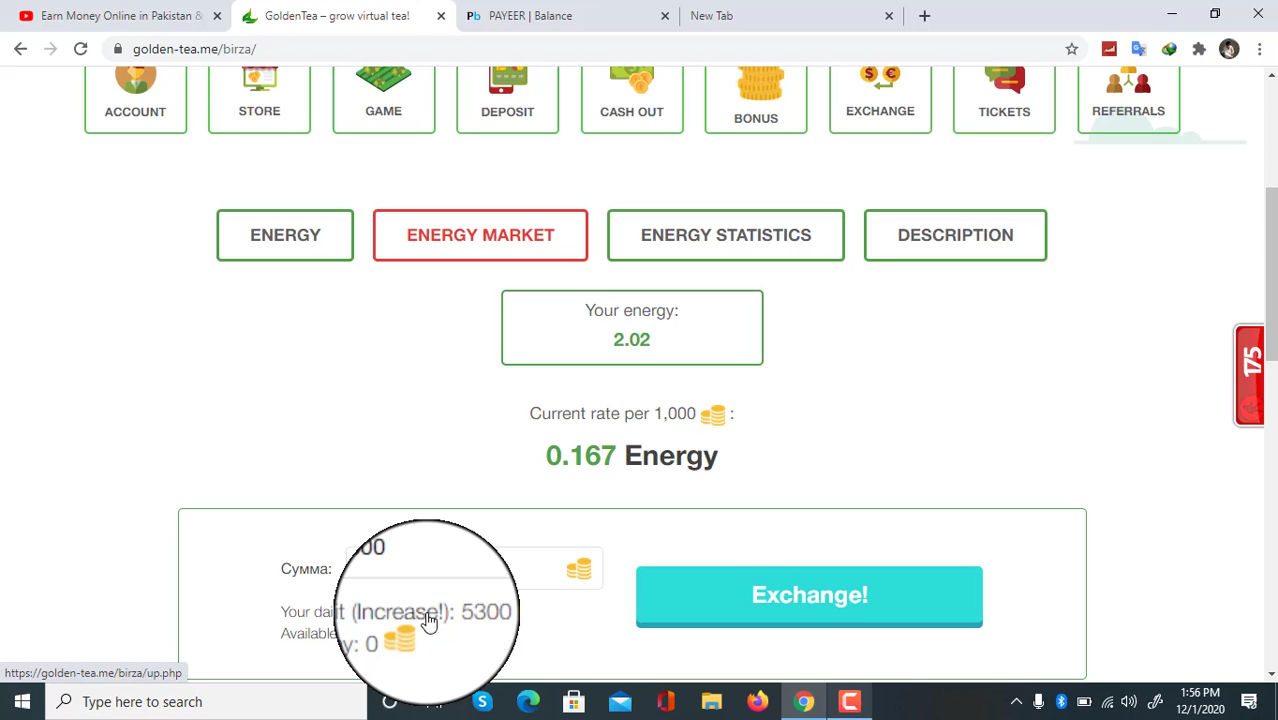 Earn Money Online in Pakistan &
GoldenTea – grow virtual tea!
Pb PAYEER | Balance
New Tab
golden-tea.me/birza/
ACCOUNT
STORE
GAME
DEPOSIT
CASH OUT
BONUS
EXCHANGE
TICKETS
REFERRALS
ENERGY
ENERGY MARKET
ENERGY STATISTICS
DESCRIPTION
Your energy:
2.02
175
Current rate per 1,000 :
0.167 Energy
00
Сумма:
Exchange!
Your dai t (Increase!): 5300
Available y: 0
https://golden-tea.me/birza/up.php
Type here to search
1:56 PM
12/1/2020